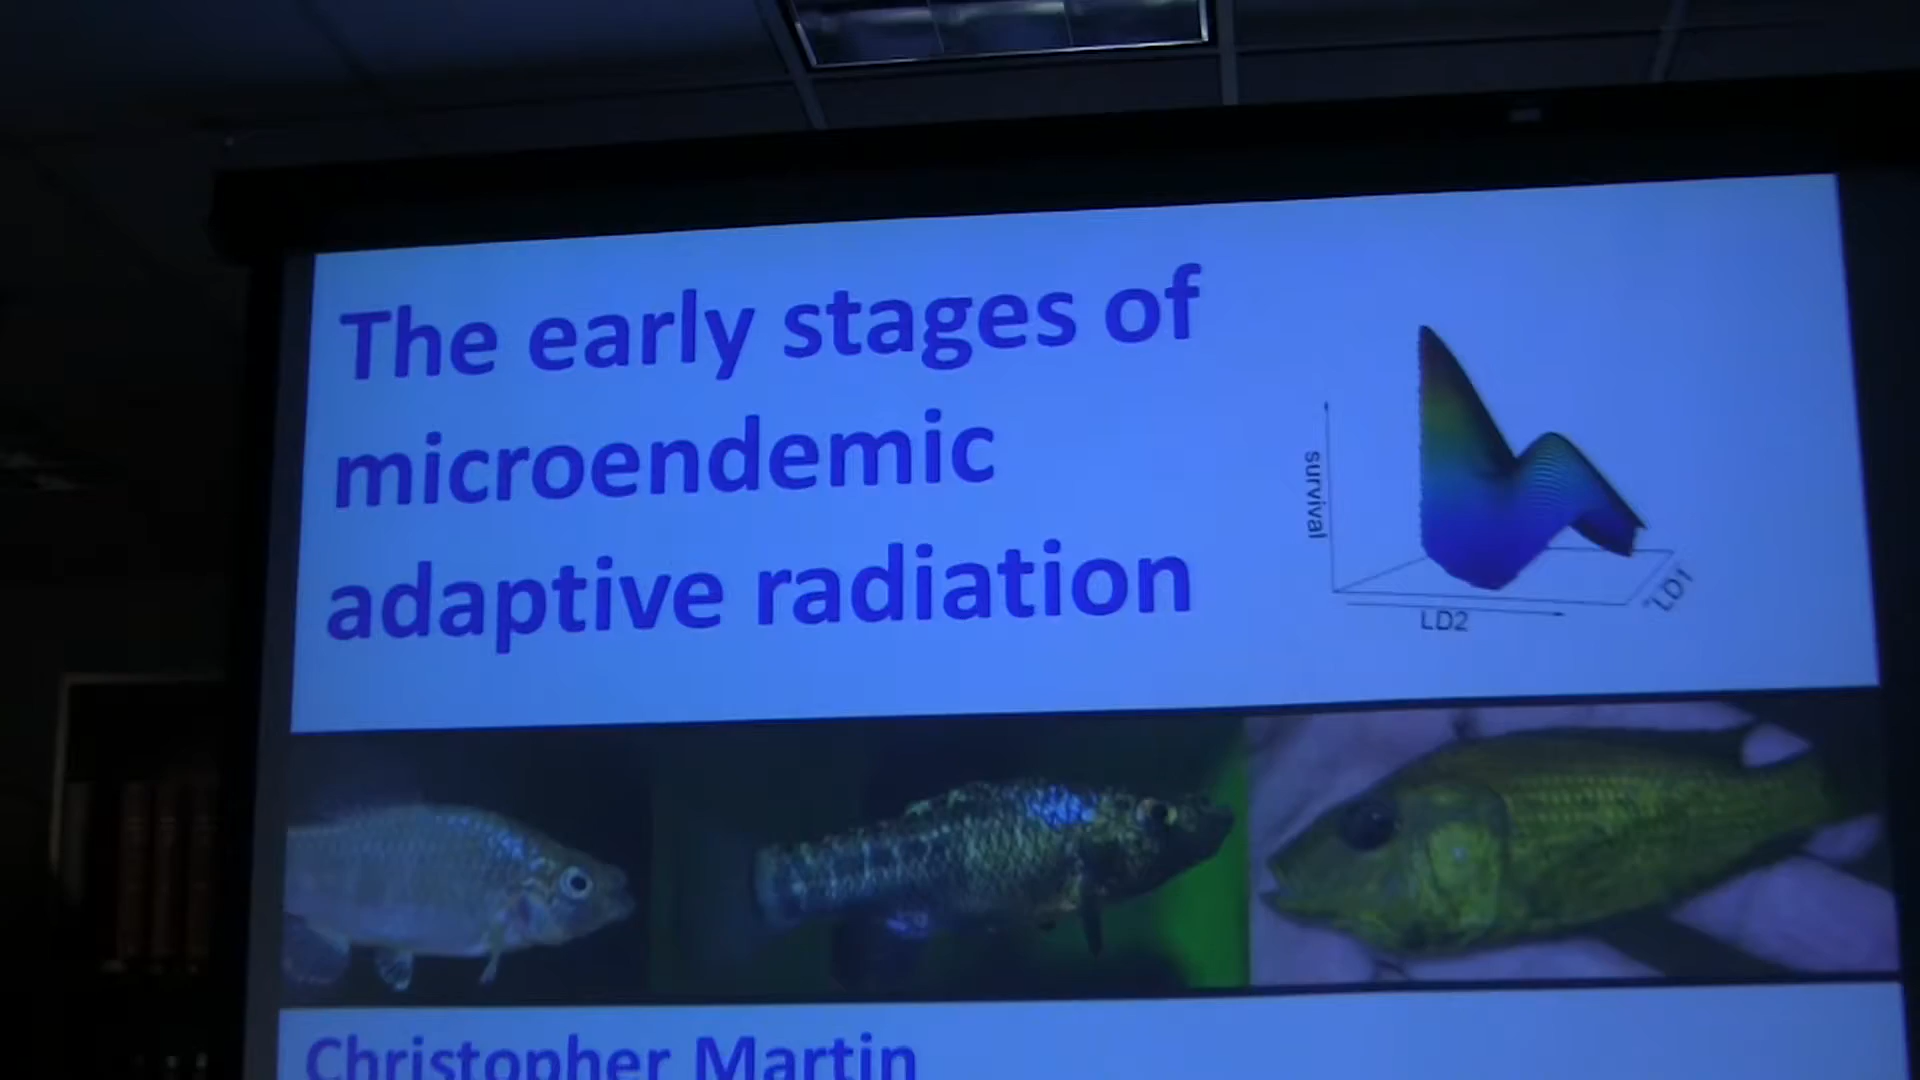 The early stages of
microendemic
adaptive radiation
survival
LD2
LD1
Christopher Martin